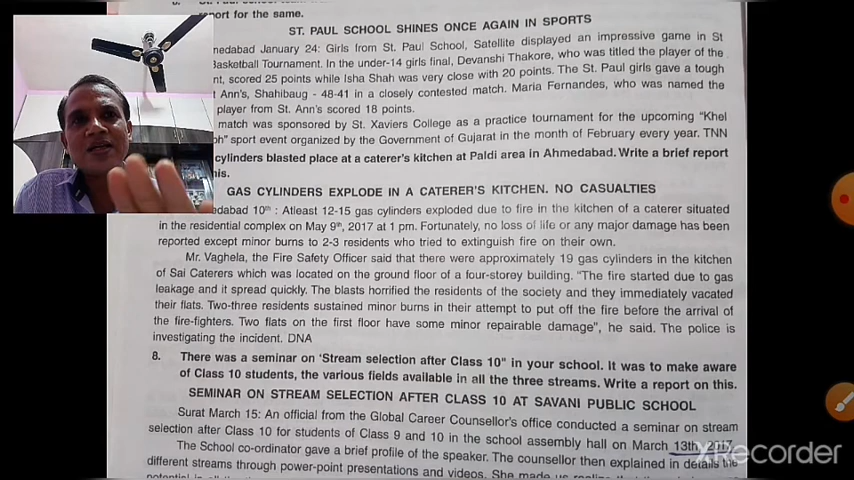 eport for the same.
ST. PAUL SCHOOL SHINES ONCE AGAIN IN SPORTS
nedabad January 24: Girls from St. Paul School, Satellite displayed an impressive game in St
Basketball Tournament. In the under-14 girls final, Devanshi Thakore, who was titled the player of the
nt, scored 25 points while Isha Shah was very close with 20 points. The St. Paul girls gave a tough
t Ann's, Shahibaug - 48-41 in a closely contested match. Maria Fernandes, who was named the
player from St. Ann's scored 18 points.
match was sponsored by St. Xaviers College as a practice tournament for the upcoming "Khel
oh" sport event organized by the Government of Gujarat in the month of February every year. TNN
cylinders blasted place at a caterer's kitchen at Paldi area in Ahmedabad. Write a brief report
his.
GAS CYLINDERS EXPLODE IN A CATERER'S KITCHEN. NO CASUALTIES
edabad 10th : Atleast 12-15 gas cylinders exploded due to fire in the kitchen of a caterer situated
in the residential complex on May 9th, 2017 at 1 pm. Fortunately, no loss of life or any major damage has been
reported except minor burns to 2-3 residents who tried to extinguish fire on their own.
Mr. Vaghela, the Fire Safety Officer said that there were approximately 19 gas cylinders in the kitchen
of Sai Caterers which was located on the ground floor of a four-storey building. "The fire started due to gas
leakage and it spread quickly. The blasts horrified the residents of the society and they immediately vacated
their flats. Two-three residents sustained minor burns in their attempt to put off the fire before the arrival of
the fire-fighters. Two flats on the first floor have some minor repairable damage", he said. The police is
investigating the incident. DNA
8. There was a seminar on 'Stream selection after Class 10" in your school. It was to make aware
of Class 10 students, the various fields available in all the three streams. Write a report on this.
SEMINAR ON STREAM SELECTION AFTER CLASS 10 AT SAVANI PUBLIC SCHOOL
Surat March 15: An official from the Global Career Counsellor's office conducted a seminar on stream
selection after Class 10 for students of Class 9 and 10 in the school assembly hall on March 13th, 2017.
The School co-ordinator gave a brief profile of the speaker. The counsellor then explained in details the
different streams through power-point presentations and videos. She made us realize that the
XRecorder